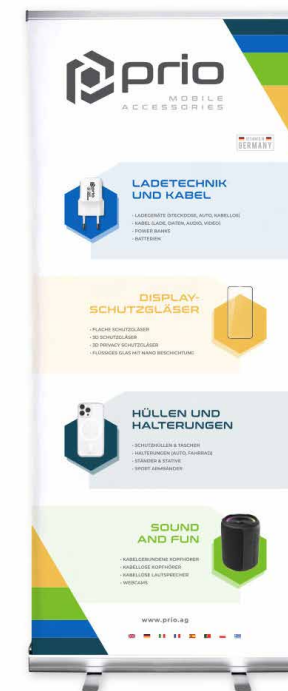 prio
MOBILE
ACCESSORIES
GERMANY
LADETECHNIK
UND KABEL
- LADEGERÄTE (STECKDOSE, AUTO, KABELLOS)
- KABEL (LADE, DATEN, AUDIO, VIDEO)
- POWER BANKS
- BATTERIEN
DISPLAY-
SCHUTZGLÄSER
- FLACHE SCHUTZGLÄSER
- 3D SCHUTZGLÄSER
- 2D PRIVACY SCHUTZGLÄSER
- FLÜSSIGES GLAS MIT NANO BESCHICHTUNG
HÜLLEN UND
HALTERUNGEN
- SCHUTZHÜLLEN & TASCHEN
- HALTERUNGEN (AUTO, FAHRRAD)
- STÄNDER & STATIVE
- SPORT ARMBÄNDER
SOUND
AND FUN
- KABELGEBUNDENE KOPFHÖRER
- KABELLOSE KOPFHÖRER
- KABELLOSE LAUTSPRECHER
- WEBCAMS
www.prio.ag